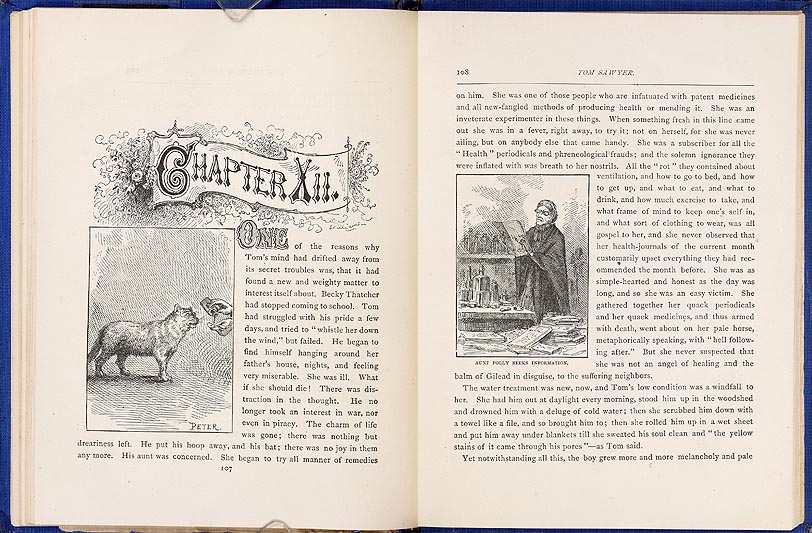 CHAPTER XII.
ONE of the reasons why
Tom's mind had drifted away from
its secret troubles was, that it had
found a new and weighty matter to
interest itself about. Becky Thatcher
had stopped coming to school. Tom
had struggled with his pride a few
days, and tried to "whistle her down
the wind," but failed. He began to
find himself hanging around her
father's house, nights, and feeling
very miserable. She was ill. What
if she should die! There was dis-
traction in the thought. He no
longer took an interest in war, nor
even in piracy. The charm of life
was gone; there was nothing but
dreariness left. He put his hoop away, and his bat; there was no joy in them
any more. His aunt was concerned. She began to try all manner of remedies
PETER.
107
108
TOM SAWYER.
on him. She was one of those people who are infatuated with patent medicines
and all new-fangled methods of producing health or mending it. She was an
inveterate experimenter in these things. When something fresh in this line came
out she was in a fever, right away, to try it; not on herself, for she was never
ailing, but on anybody else that came handy. She was a subscriber for all the
"Health" periodicals and phrenological frauds; and the solemn ignorance they
were inflated with was breath to her nostrils. All the "rot" they contained about
ventilation, and how to go to bed, and how
to get up, and what to eat, and what to
drink, and how much exercise to take, and
what frame of mind to keep one's self in,
and what sort of clothing to wear, was all
gospel to her, and she never observed that
her health-journals of the current month
customarily upset everything they had rec-
ommended the month before. She was as
simple-hearted and honest as the day was
long, and so she was an easy victim. She
gathered together her quack periodicals
and her quack medicines, and thus armed
with death, went about on her pale horse,
metaphorically speaking, with "hell follow-
ing after." But she never suspected that
she was not an angel of healing and the
AUNT POLLY SEEKS INFORMATION.
balm of Gilead in disguise, to the suffering neighbors.
The water treatment was new, now, and Tom's low condition was a windfall to
her. She had him out at daylight every morning, stood him up in the woodshed
and drowned him with a deluge of cold water; then she scrubbed him down with
a towel like a file, and so brought him to; then she rolled him up in a wet sheet
and put him away under blankets till she sweated his soul clean and "the yellow
stains of it came through his pores"—as Tom said.
Yet notwithstanding all this, the boy grew more and more melancholy and pale